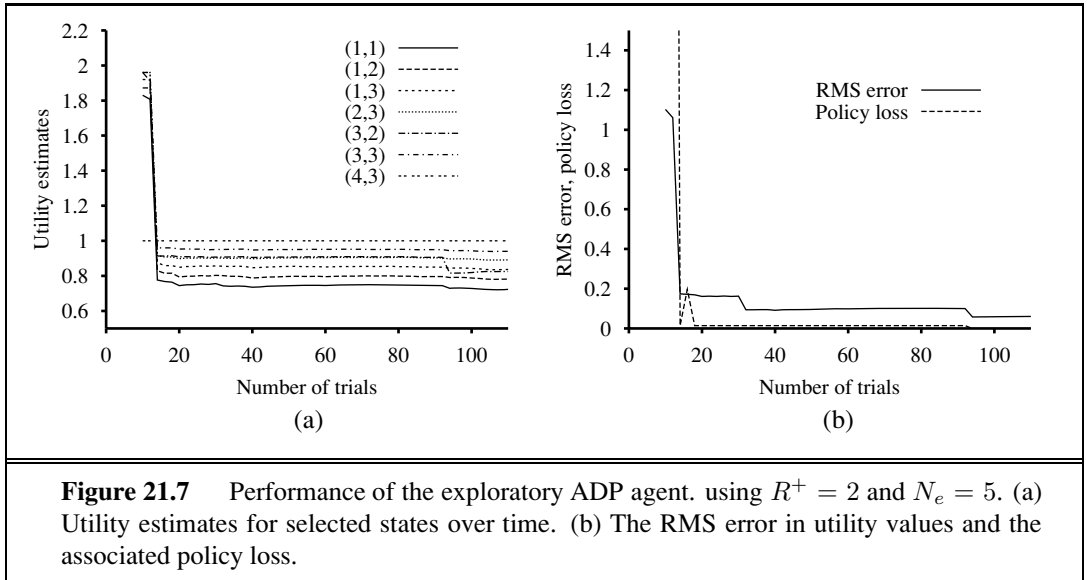 2.2
2
1.8
1.6
1.4
1.2
1
0.8
0.6
Utility estimates
(1,1)
(1,2)
(1,3)
(2,3)
(3,2)
(3,3)
(4,3)
0 20 40 60 80 100
Number of trials
(a)
1.4
1.2
1
0.8
0.6
0.4
0.2
0
RMS error, policy loss
RMS error
Policy loss
0 20 40 60 80 100
Number of trials
(b)
Figure 21.7 Performance of the exploratory ADP agent. using R⁺ = 2 and Nₑ = 5. (a)
Utility estimates for selected states over time. (b) The RMS error in utility values and the
associated policy loss.